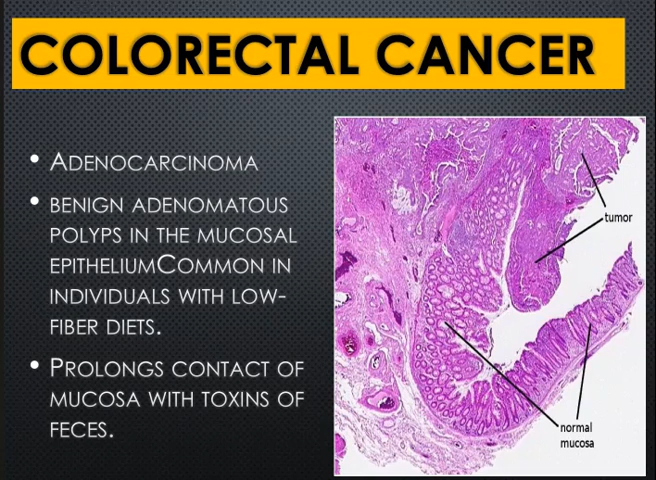 COLORECTAL CANCER
• ADENOCARCINOMA
• BENIGN ADENOMATOUS
POLYPS IN THE MUCOSAL
EPITHELIUMCOMMON IN
INDIVIDUALS WITH LOW-
FIBER DIETS.
• PROLONGS CONTACT OF
MUCOSA WITH TOXINS OF
FECES.
tumor
normal
mucosa